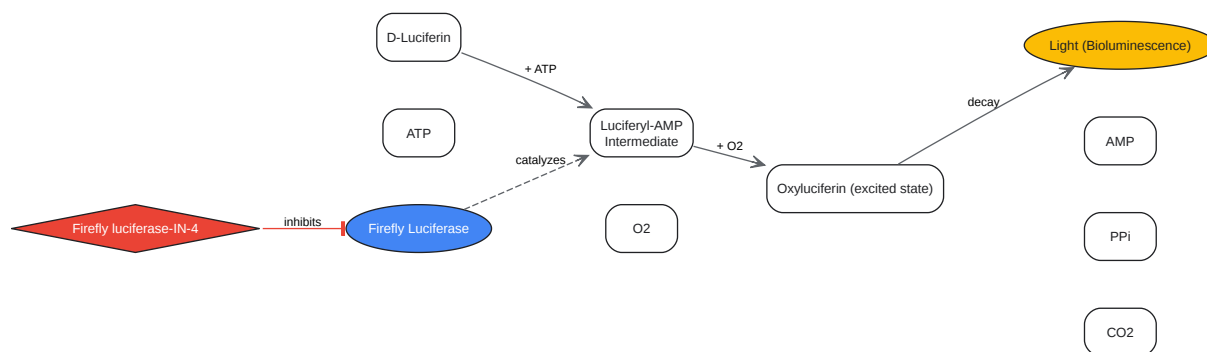 D-Luciferin
Light (Bioluminescence)
+ ATP
decay
ATP
Luciferyl-AMP
Intermediate
AMP
+ O2
catalyzes
Oxyluciferin (excited state)
Firefly luciferase-IN-4
inhibits
Firefly Luciferase
O2
PPi
CO2